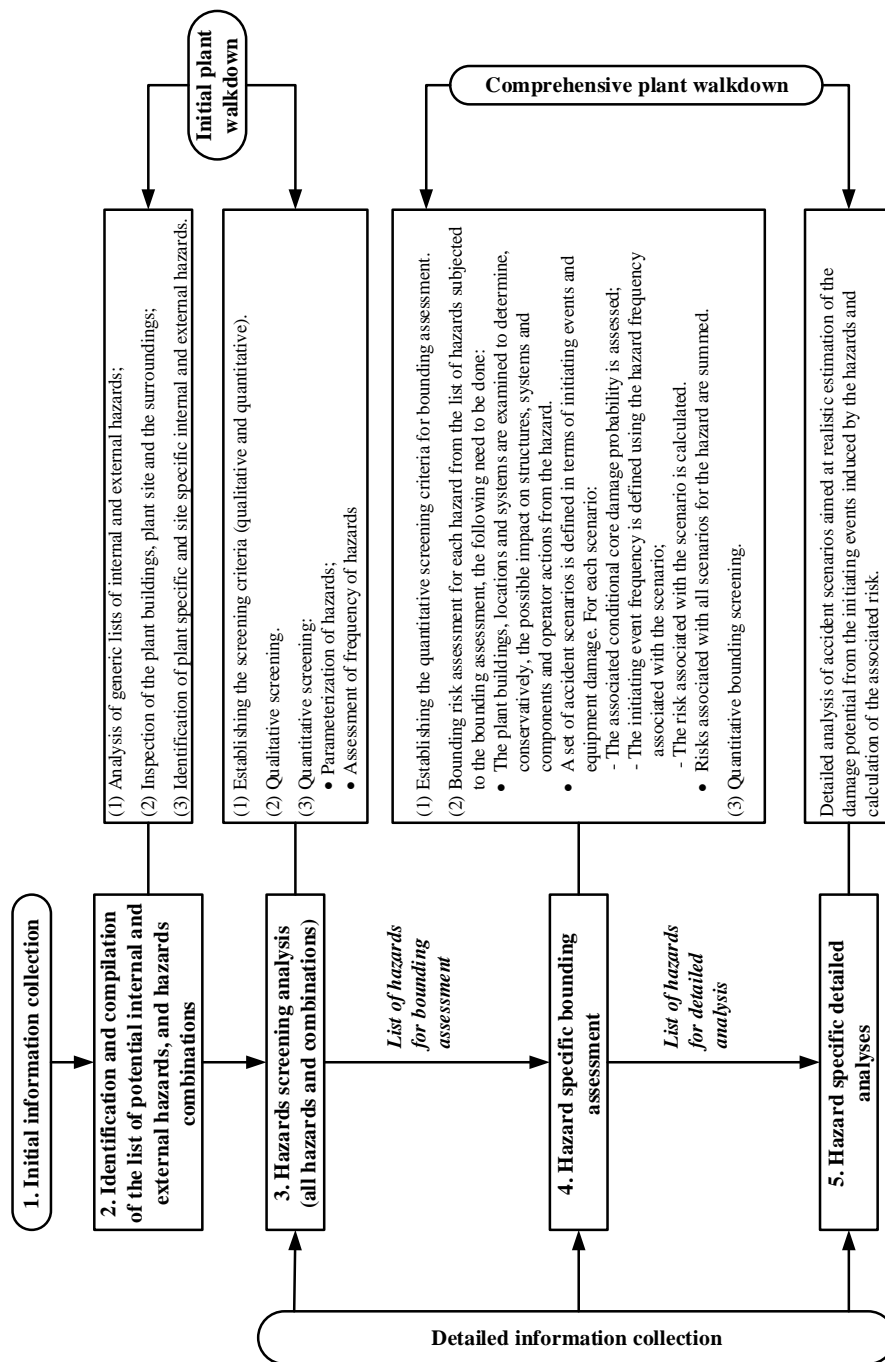 1. Initial information collection
2. Identification and compilation
of the list of potential internal and
external hazards, and hazards
combinations
(1) Analysis of generic lists of internal and external hazards;
(2) Inspection of the plant buildings, plant site and the surroundings;
(3) Identification of plant specific and site specific internal and external hazards.
Initial plant
walkdown
3. Hazards screening analysis
(all hazards and combinations)
(1) Establishing the screening criteria (qualitative and quantitative).
(2) Qualitative screening.
(3) Quantitative screening:
• Parameterization of hazards;
• Assessment of frequency of hazards
List of hazards
for bounding
assessment
4. Hazard specific bounding
assessment
(1) Establishing the quantitative screening criteria for bounding assessment.
(2) Bounding risk assessment for each hazard from the list of hazards subjected
to the bounding assessment, the following need to be done:
• The plant buildings, locations and systems are examined to determine,
conservatively, the possible impact on structures, systems and
components and operator actions from the hazard.
• A set of accident scenarios is defined in terms of initiating events and
equipment damage. For each scenario:
- The associated conditional core damage probability is assessed;
- The initiating event frequency is defined using the hazard frequency
associated with the scenario;
- The risk associated with the scenario is calculated.
• Risks associated with all scenarios for the hazard are summed.
(3) Quantitative bounding screening.
Comprehensive plant walkdown
List of hazards
for detailed
analysis
5. Hazard specific detailed
analyses
Detailed analysis of accident scenarios aimed at realistic estimation of the
damage potential from the initiating events induced by the hazards and
calculation of the associated risk.
Detailed information collection